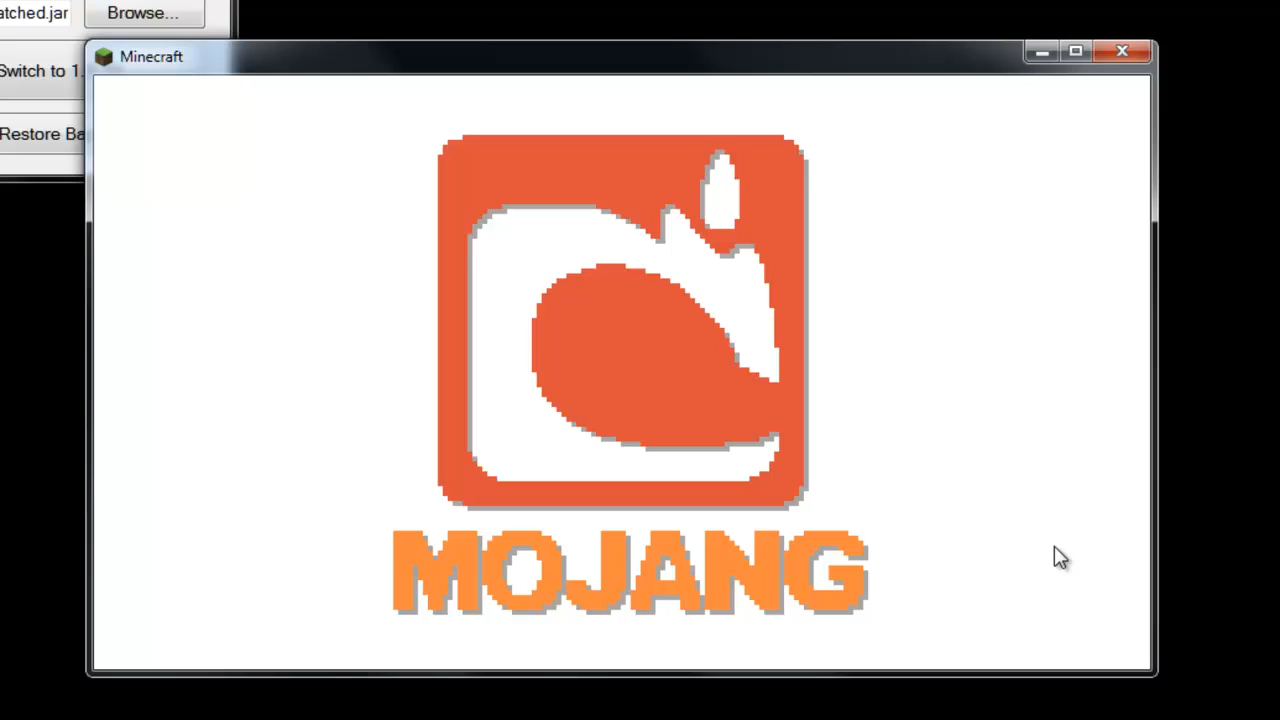 atched.jar
Browse...
Minecraft
Switch to 1.
Restore Ba
MOJANG